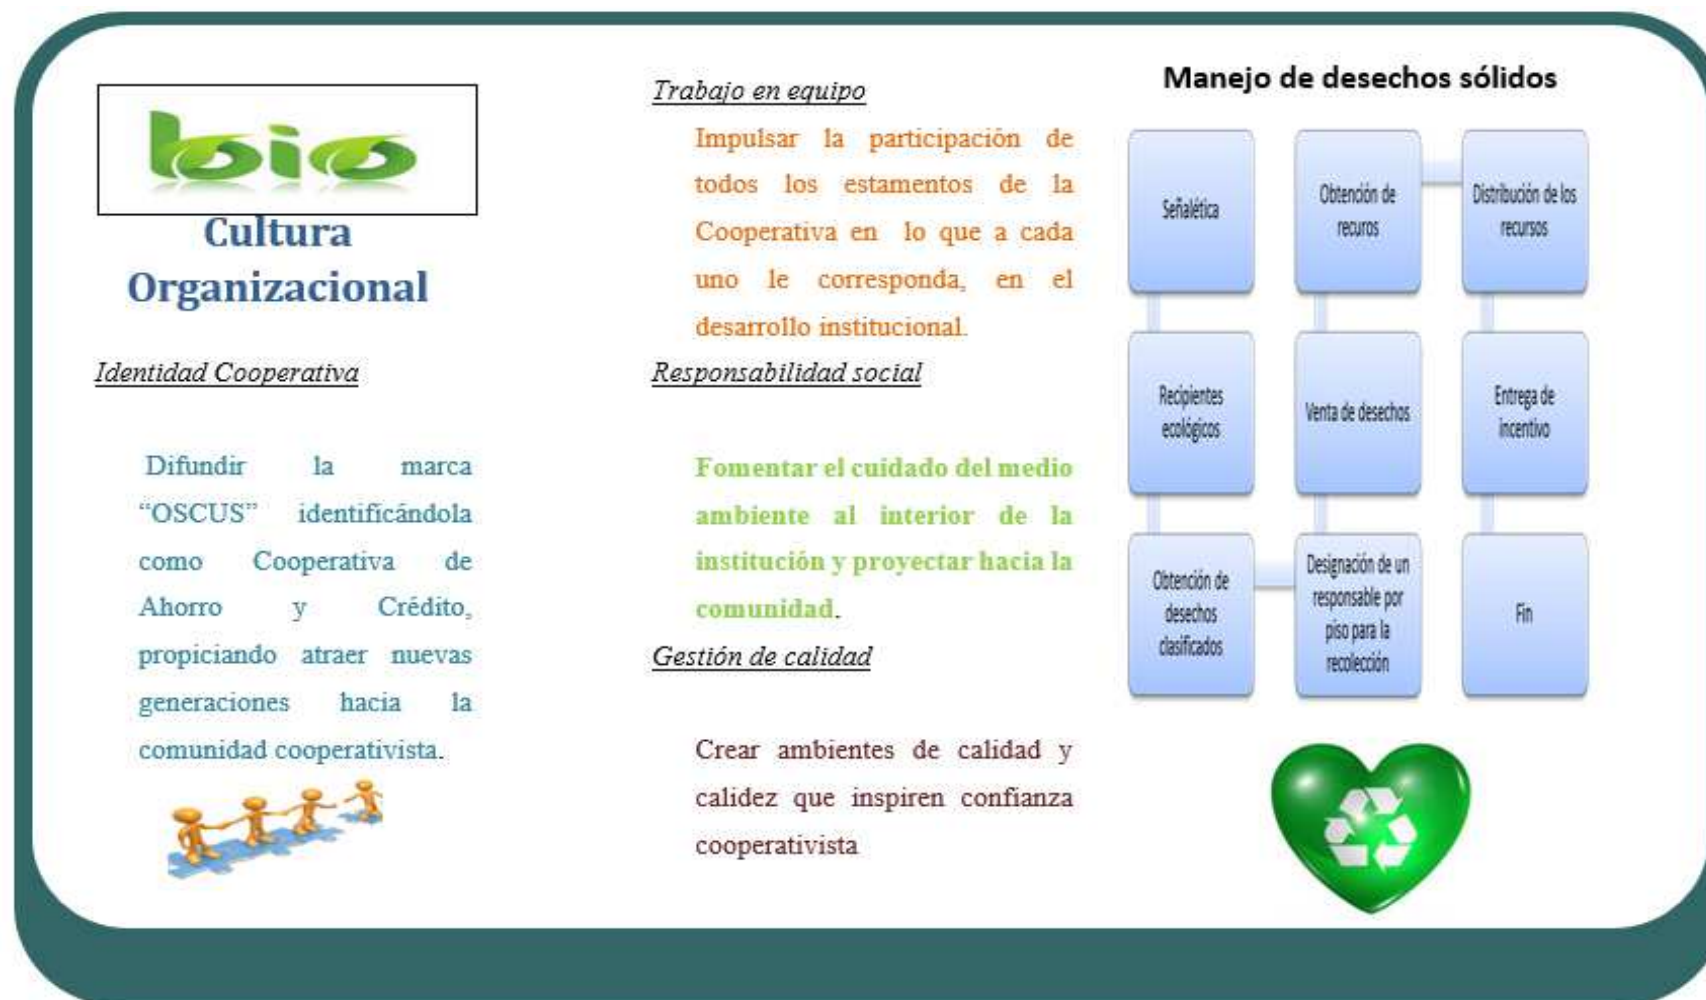 bio
Cultura
Organizacional
Identidad Cooperativa
Difundir la marca
“OSCUS” identificándola
como Cooperativa de
Ahorro y Crédito,
propiciando atraer nuevas
generaciones hacia la
comunidad cooperativista.
Trabajo en equipo
Impulsar la participación de
todos los estamentos de la
Cooperativa en lo que a cada
uno le corresponda, en el
desarrollo institucional.
Responsabilidad social
Fomentar el cuidado del medio
ambiente al interior de la
institución y proyectar hacia la
comunidad.
Gestión de calidad
Crear ambientes de calidad y
calidez que inspiren confianza
cooperativista
Manejo de desechos sólidos
Señalética
Recipientes
ecológicos
Obtención de
desechos
clasificados
Designación de un
responsable por
piso para la
recolección
Venta de desechos
Obtención de
recuros
Distribución de los
recursos
Entrega de
incentivo
Fin